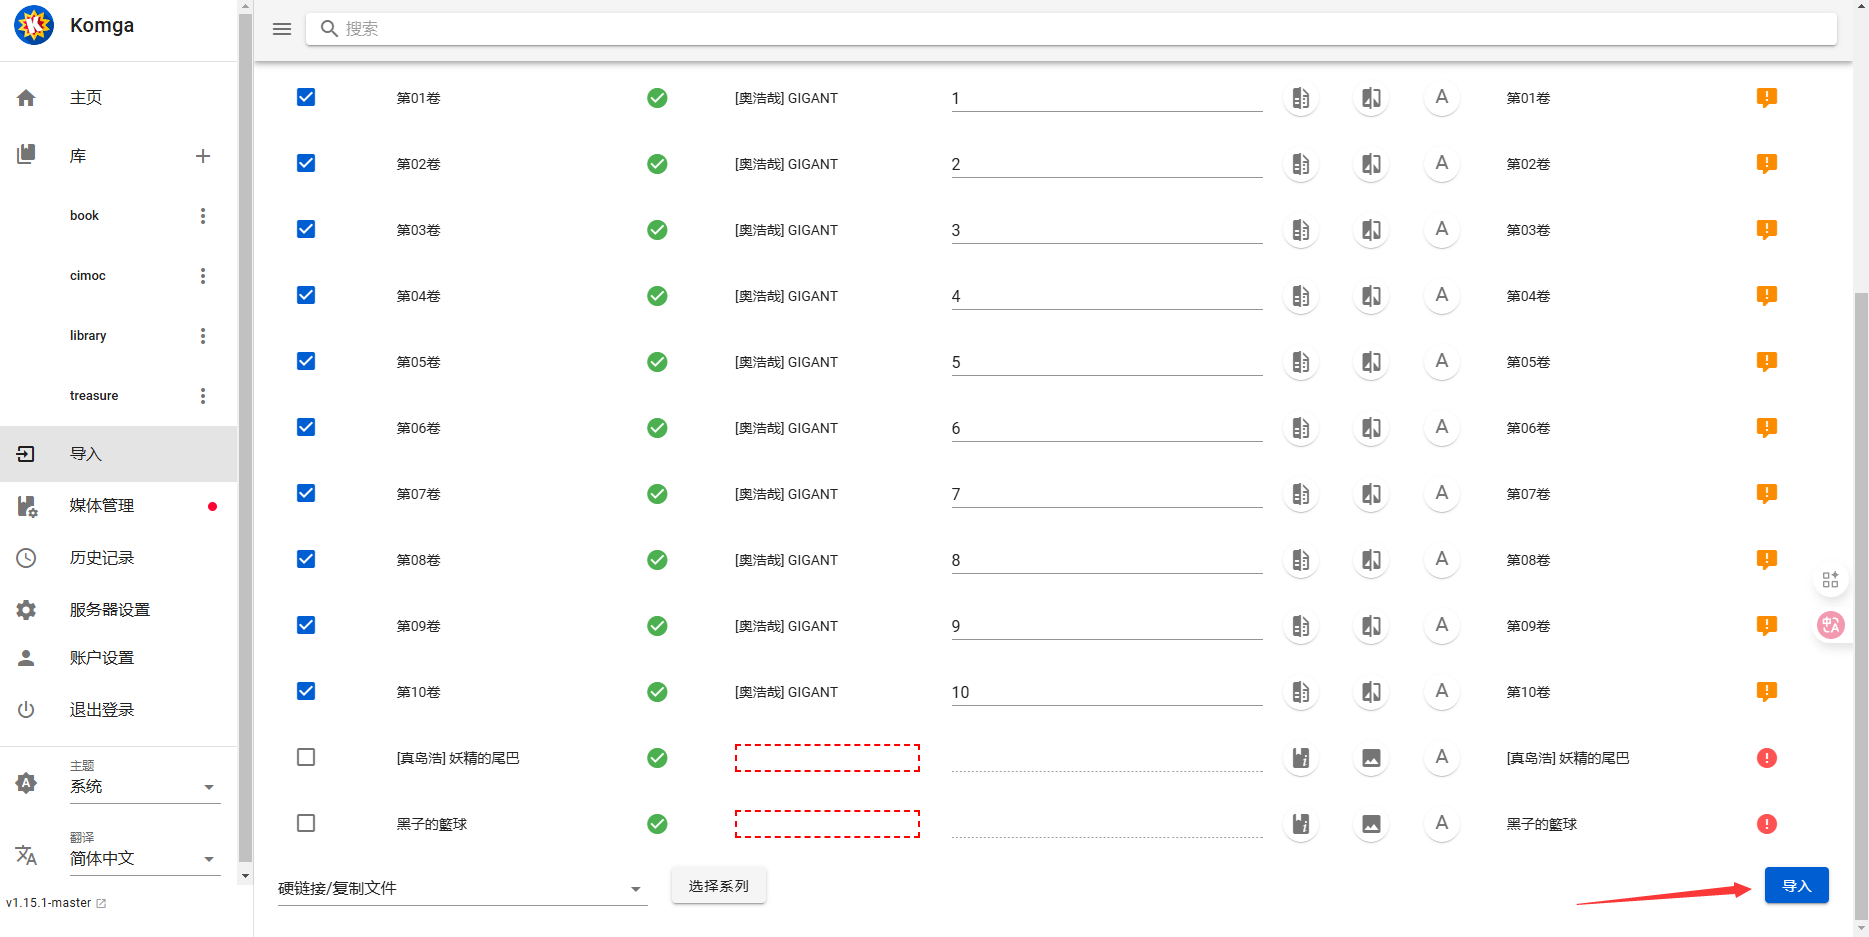 Komga
搜索
主页
库
book
cimoc
library
treasure
导入
媒体管理
历史记录
服务器设置
账户设置
退出登录
主题
系统
翻译
简体中文
v1.15.1-master
第01卷 [奥浩哉] GIGANT 1 A 第01卷
第02卷 [奥浩哉] GIGANT 2 A 第02卷
第03卷 [奥浩哉] GIGANT 3 A 第03卷
第04卷 [奥浩哉] GIGANT 4 A 第04卷
第05卷 [奥浩哉] GIGANT 5 A 第05卷
第06卷 [奥浩哉] GIGANT 6 A 第06卷
第07卷 [奥浩哉] GIGANT 7 A 第07卷
第08卷 [奥浩哉] GIGANT 8 A 第08卷
第09卷 [奥浩哉] GIGANT 9 A 第09卷
第10卷 [奥浩哉] GIGANT 10 A 第10卷
[真岛浩] 妖精的尾巴 A [真岛浩] 妖精的尾巴
黑子的籃球 A 黑子的籃球
硬链接/复制文件
选择系列
导入